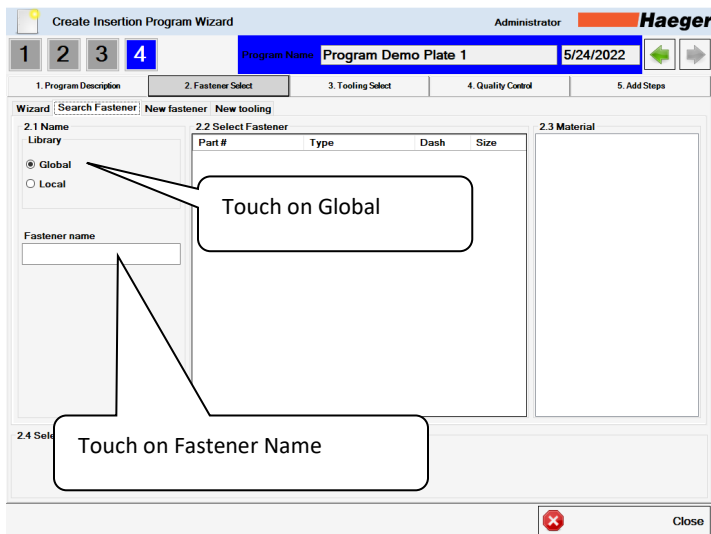 Create Insertion Program Wizard
Administrator
Haeger
1 2 3 4
Program Name
Program Demo Plate 1
5/24/2022
1. Program Description
2. Fastener Select
3. Tooling Select
4. Quality Control
5. Add Steps
Wizard Search Fastener New fastener New tooling
2.1 Name
2.2 Select Fastener
2.3 Material
Library
Part # Type Dash Size
Global
Local
Touch on Global
Fastener name
Touch on Fastener Name
2.4 Sele
Close